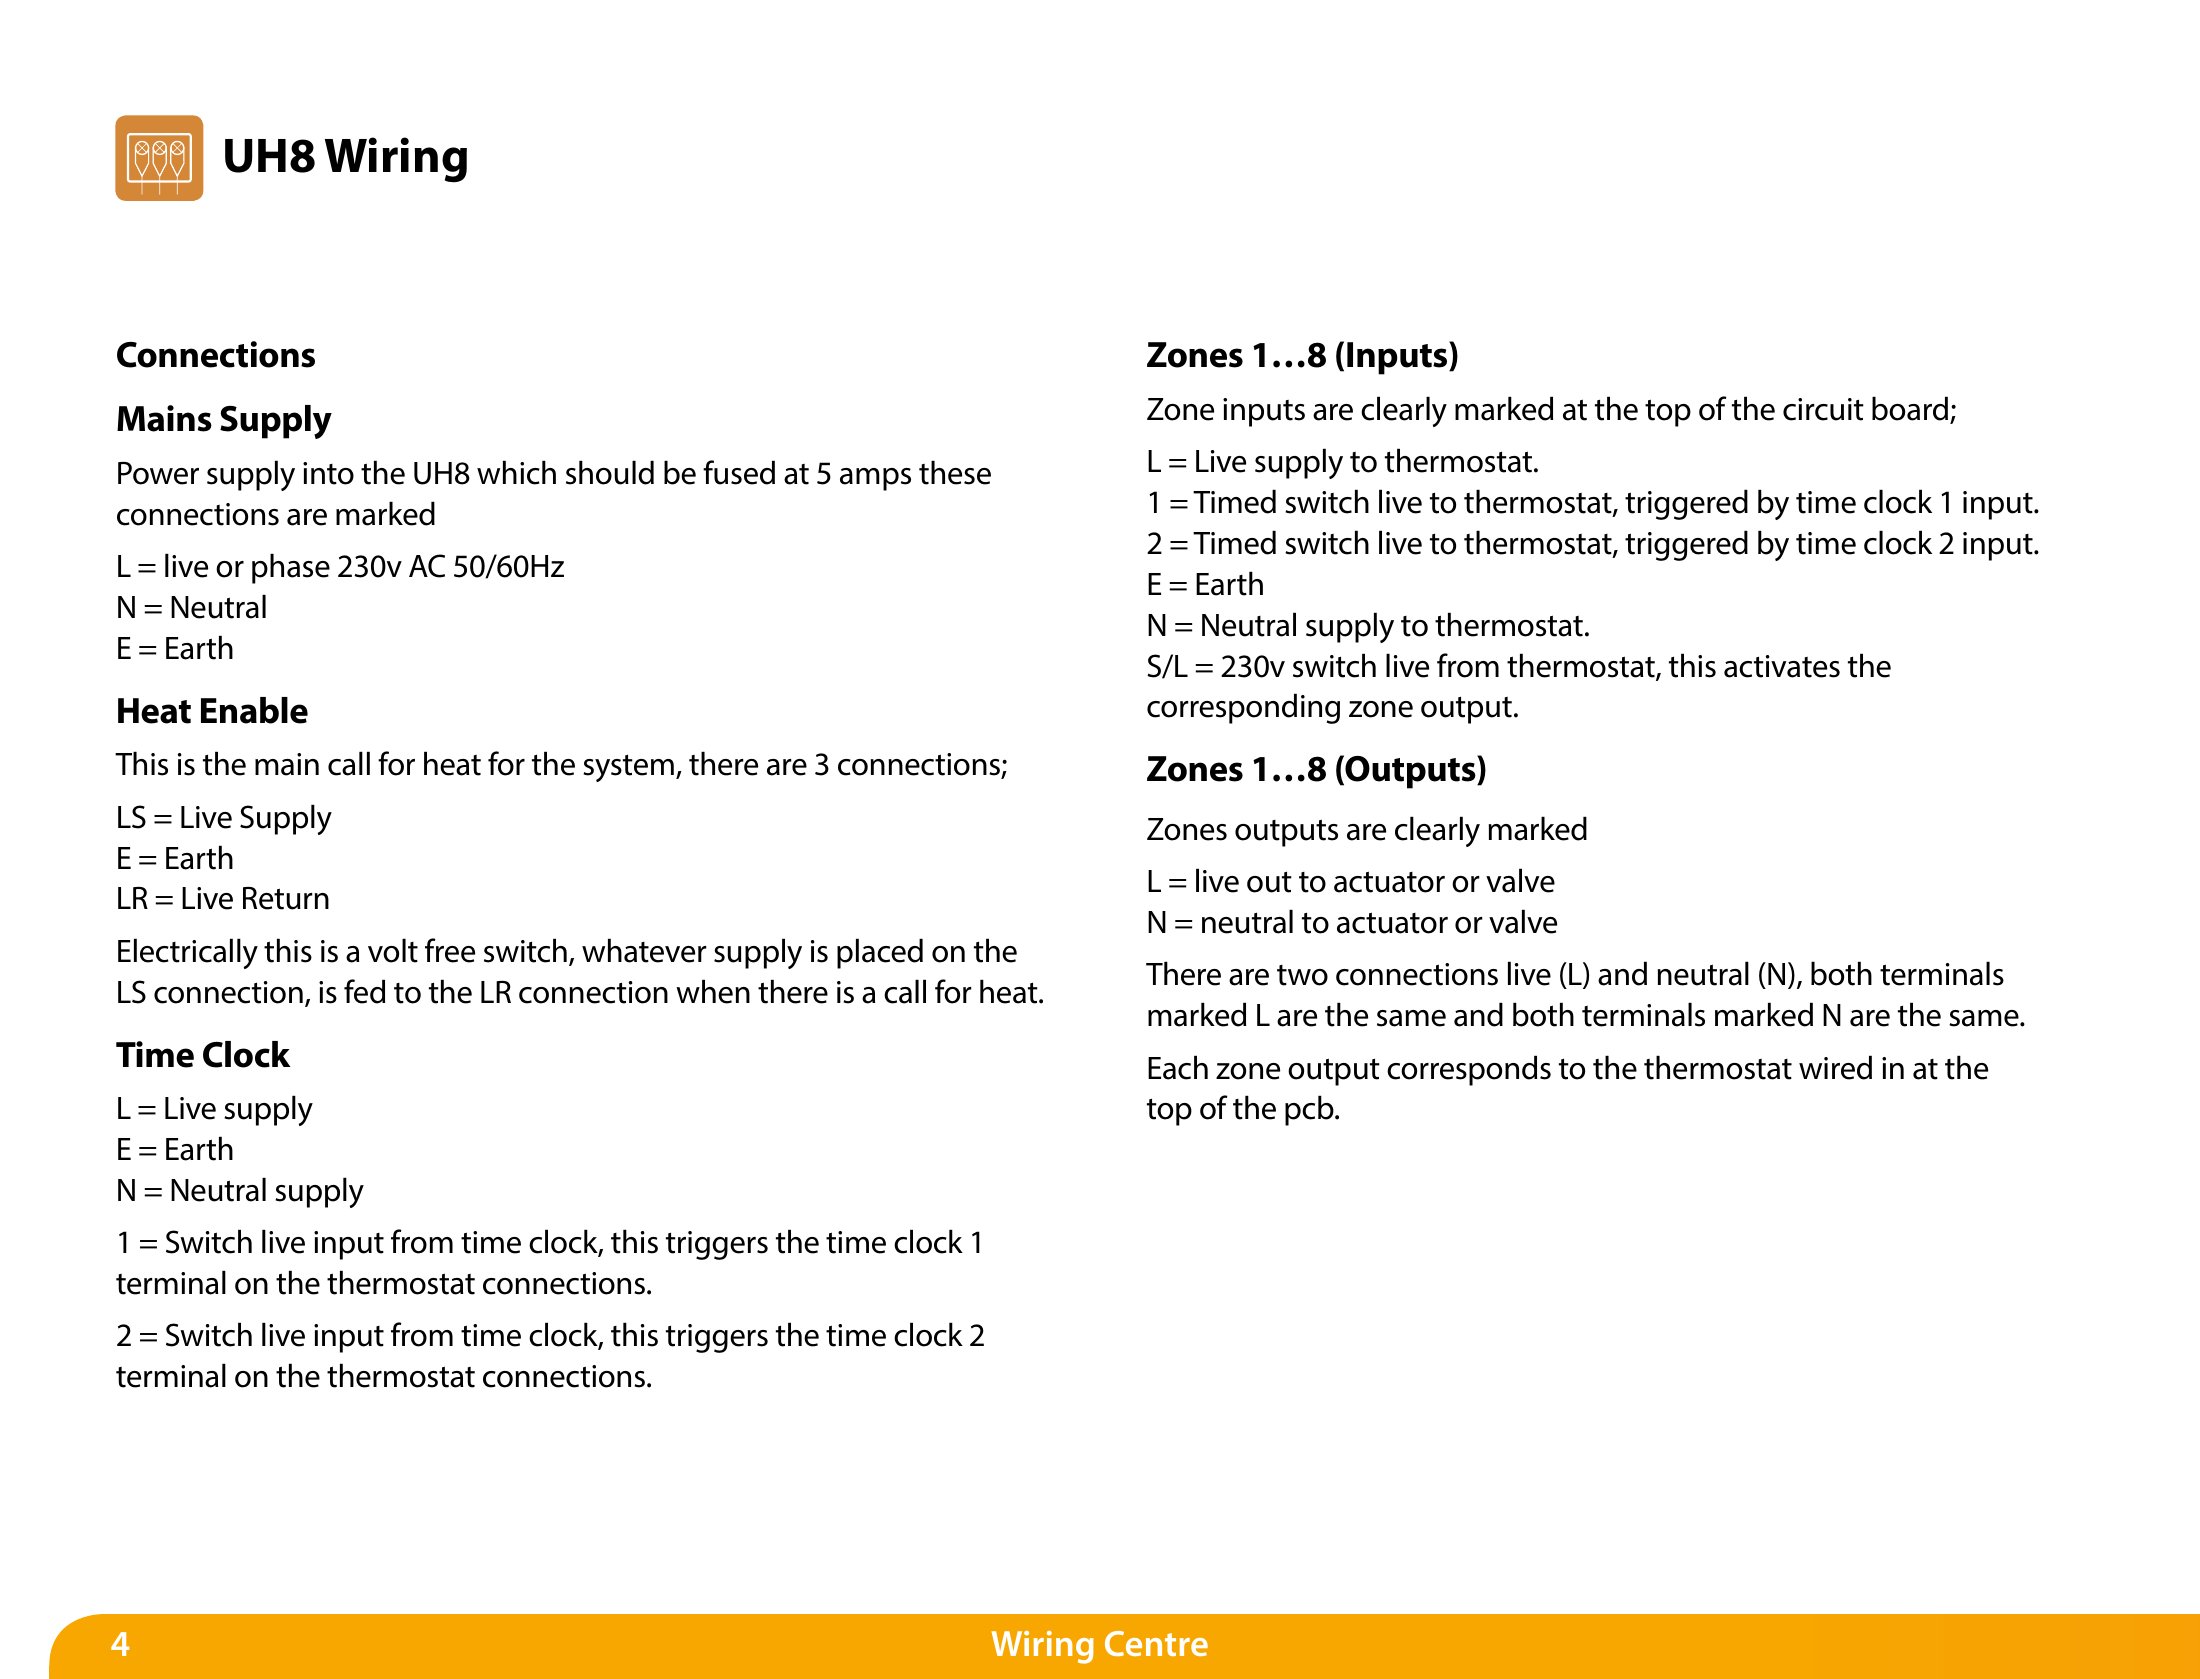 UH8 Wiring
Connections
Mains Supply
Power supply into the UH8 which should be fused at 5 amps these
connections are marked
L = live or phase 230v AC 50/60Hz
N = Neutral
E = Earth
Heat Enable
This is the main call for heat for the system, there are 3 connections;
LS = Live Supply
E = Earth
LR = Live Return
Electrically this is a volt free switch, whatever supply is placed on the
LS connection, is fed to the LR connection when there is a call for heat.
Time Clock
L = Live supply
E = Earth
N = Neutral supply
1 = Switch live input from time clock, this triggers the time clock 1
terminal on the thermostat connections.
2 = Switch live input from time clock, this triggers the time clock 2
terminal on the thermostat connections.
Zones 1…8 (Inputs)
Zone inputs are clearly marked at the top of the circuit board;
L = Live supply to thermostat.
1 = Timed switch live to thermostat, triggered by time clock 1 input.
2 = Timed switch live to thermostat, triggered by time clock 2 input.
E = Earth
N = Neutral supply to thermostat.
S/L = 230v switch live from thermostat, this activates the
corresponding zone output.
Zones 1…8 (Outputs)
Zones outputs are clearly marked
L = live out to actuator or valve
N = neutral to actuator or valve
There are two connections live (L) and neutral (N), both terminals
marked L are the same and both terminals marked N are the same.
Each zone output corresponds to the thermostat wired in at the
top of the pcb.
4
Wiring Centre